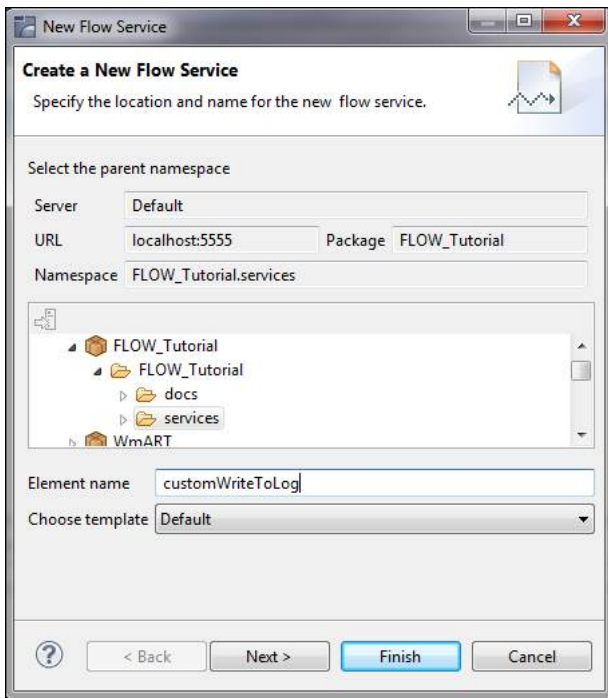 New Flow Service
Create a New Flow Service
Specify the location and name for the new flow service.
Select the parent namespace
Server Default
URL localhost:5555 Package FLOW_Tutorial
Namespace FLOW_Tutorial.services
FLOW_Tutorial
FLOW_Tutorial
docs
services
WmART
Element name customWriteToLog
Choose template Default
? < Back Next > Finish Cancel